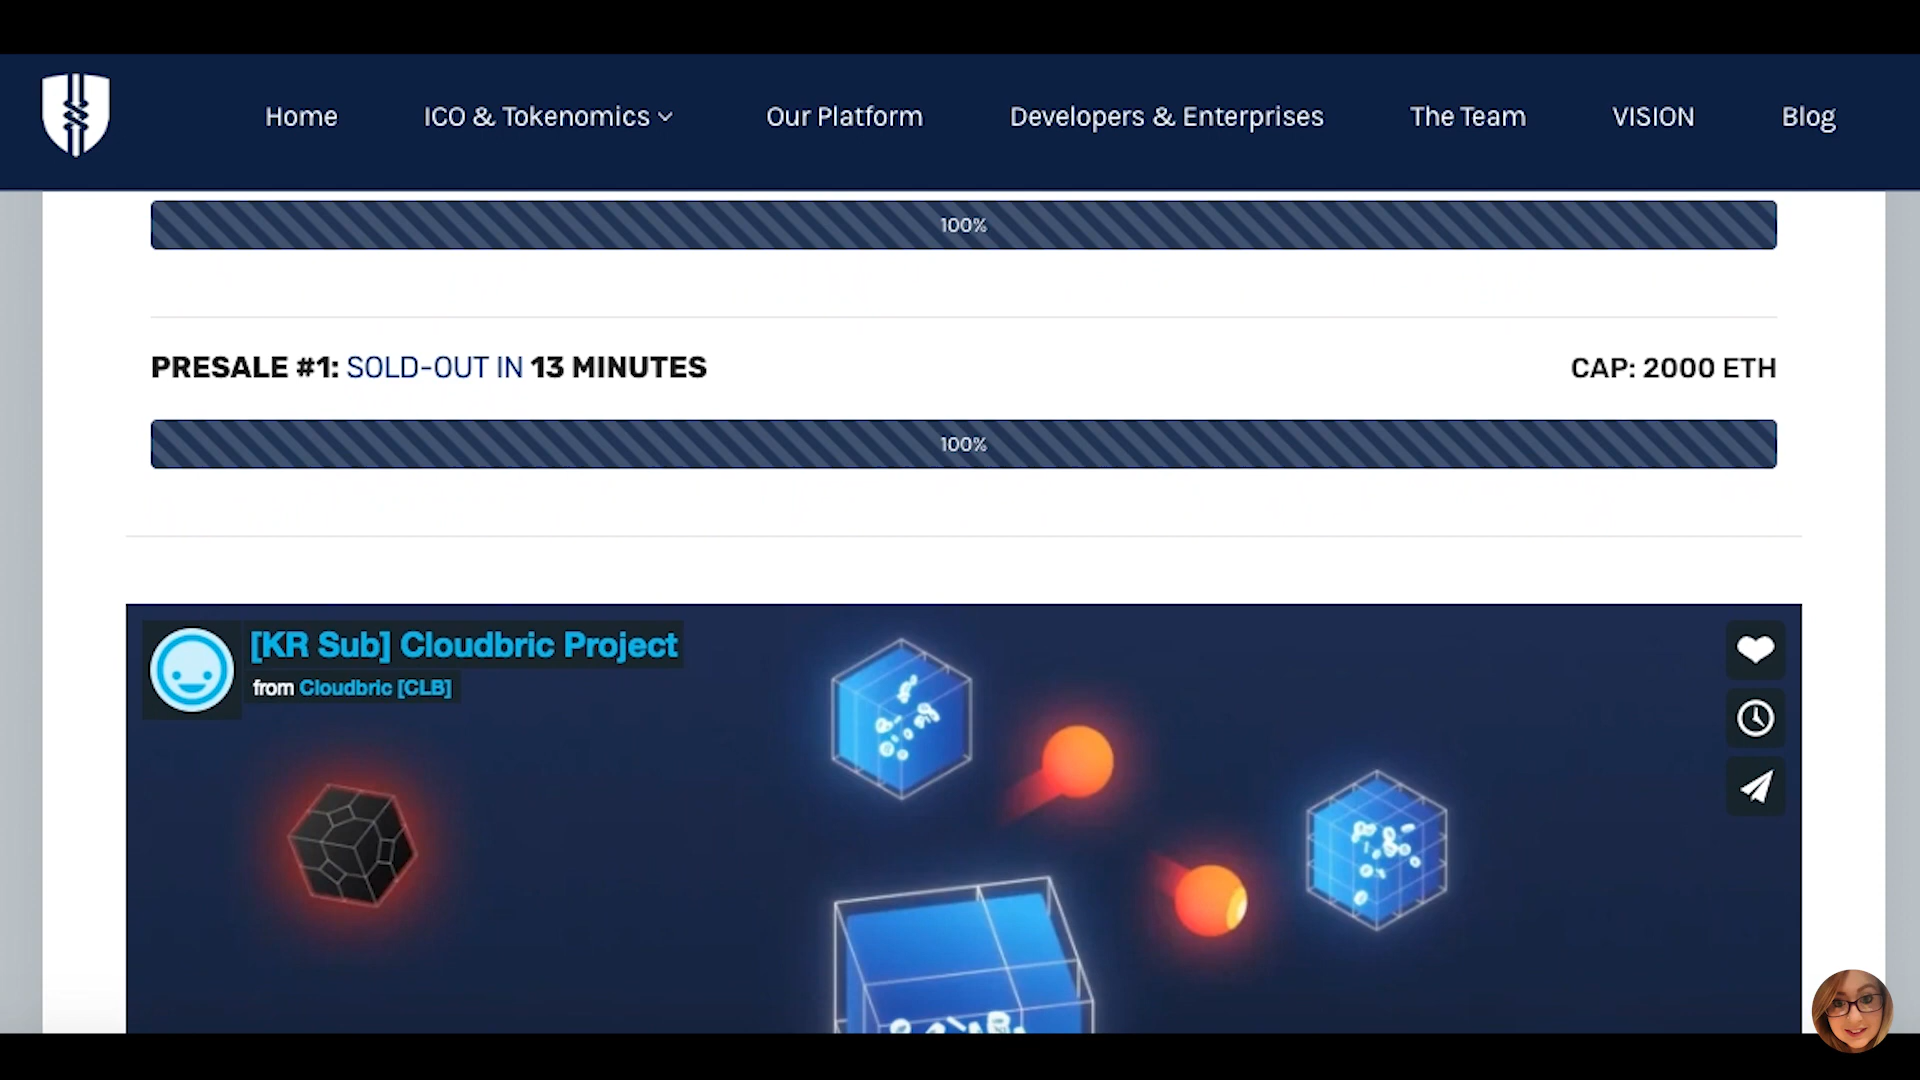 Home ICO & Tokenomics Our Platform Developers & Enterprises The Team VISION Blog
100%
PRESALE #1: SOLD-OUT IN 13 MINUTES CAP: 2000 ETH
100%
[KR Sub] Cloudbric Project
from Cloudbric [CLB]